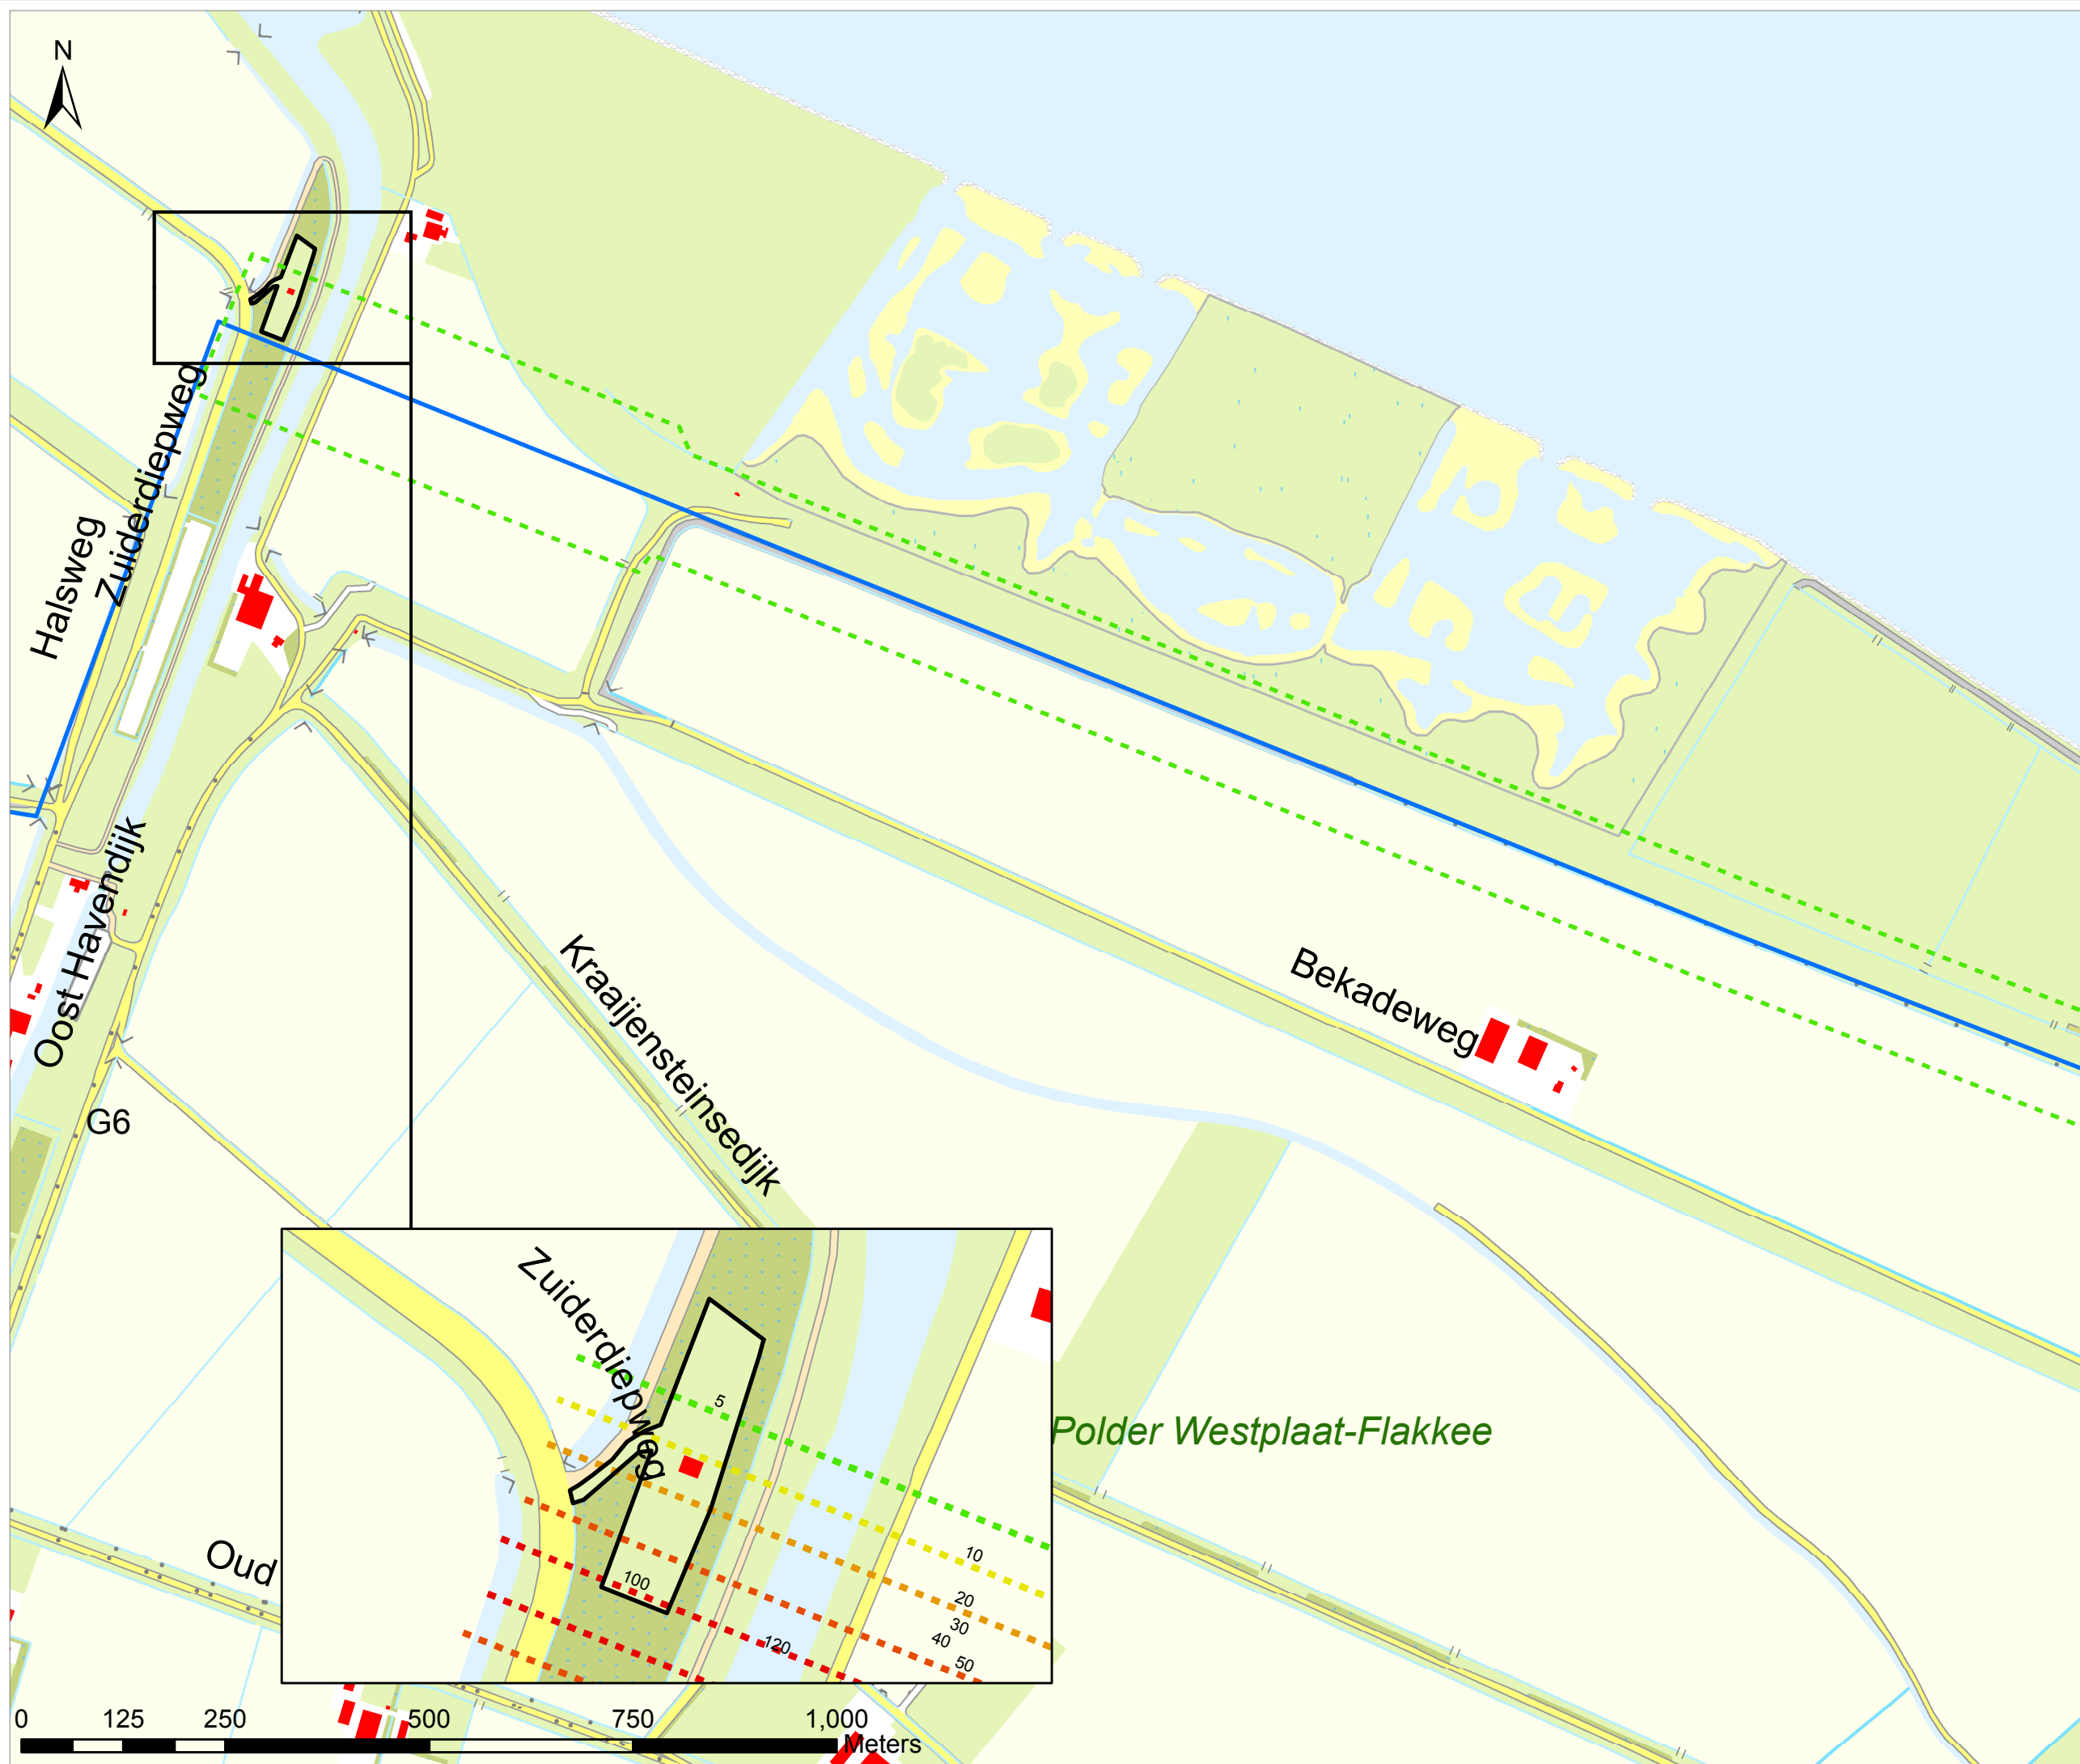 N
Halsweg
Zuiderdiepweg
Oost Havendijk
G6
Kraaijensteinsedijk
Bekadeweg
Polder Westplaat-Flakkee
Zuiderdiepweg
5
10
20
30
40
50
100
120
Oud
0 125 250 500 750 1,000
Meters